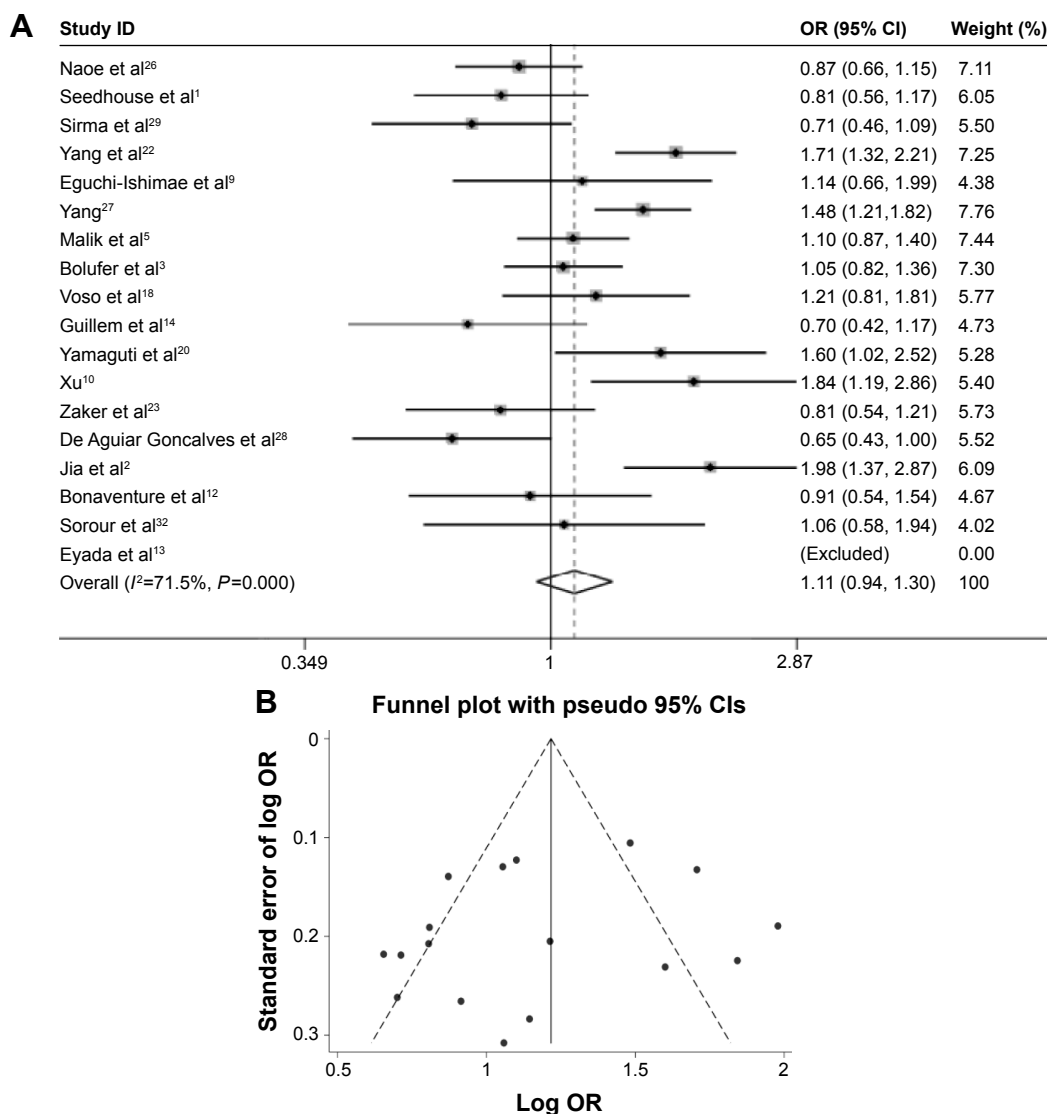 A
Study ID OR (95% CI) Weight (%)
Naoe et al26 0.87 (0.66, 1.15) 7.11
Seedhouse et al1 0.81 (0.56, 1.17) 6.05
Sirma et al29 0.71 (0.46, 1.09) 5.50
Yang et al22 1.71 (1.32, 2.21) 7.25
Eguchi-Ishimae et al9 1.14 (0.66, 1.99) 4.38
Yang27 1.48 (1.21,1.82) 7.76
Malik et al5 1.10 (0.87, 1.40) 7.44
Bolufer et al3 1.05 (0.82, 1.36) 7.30
Voso et al18 1.21 (0.81, 1.81) 5.77
Guillem et al14 0.70 (0.42, 1.17) 4.73
Yamaguti et al20 1.60 (1.02, 2.52) 5.28
Xu10 1.84 (1.19, 2.86) 5.40
Zaker et al23 0.81 (0.54, 1.21) 5.73
De Aguiar Goncalves et al28 0.65 (0.43, 1.00) 5.52
Jia et al2 1.98 (1.37, 2.87) 6.09
Bonaventure et al12 0.91 (0.54, 1.54) 4.67
Sorour et al32 1.06 (0.58, 1.94) 4.02
Eyada et al13 (Excluded) 0.00
Overall (I2=71.5%, P=0.000) 1.11 (0.94, 1.30) 100
0.349 1 2.87
B
Funnel plot with pseudo 95% CIs
Standard error of log OR
0
0.1
0.2
0.3
0.5 1 1.5 2
Log OR